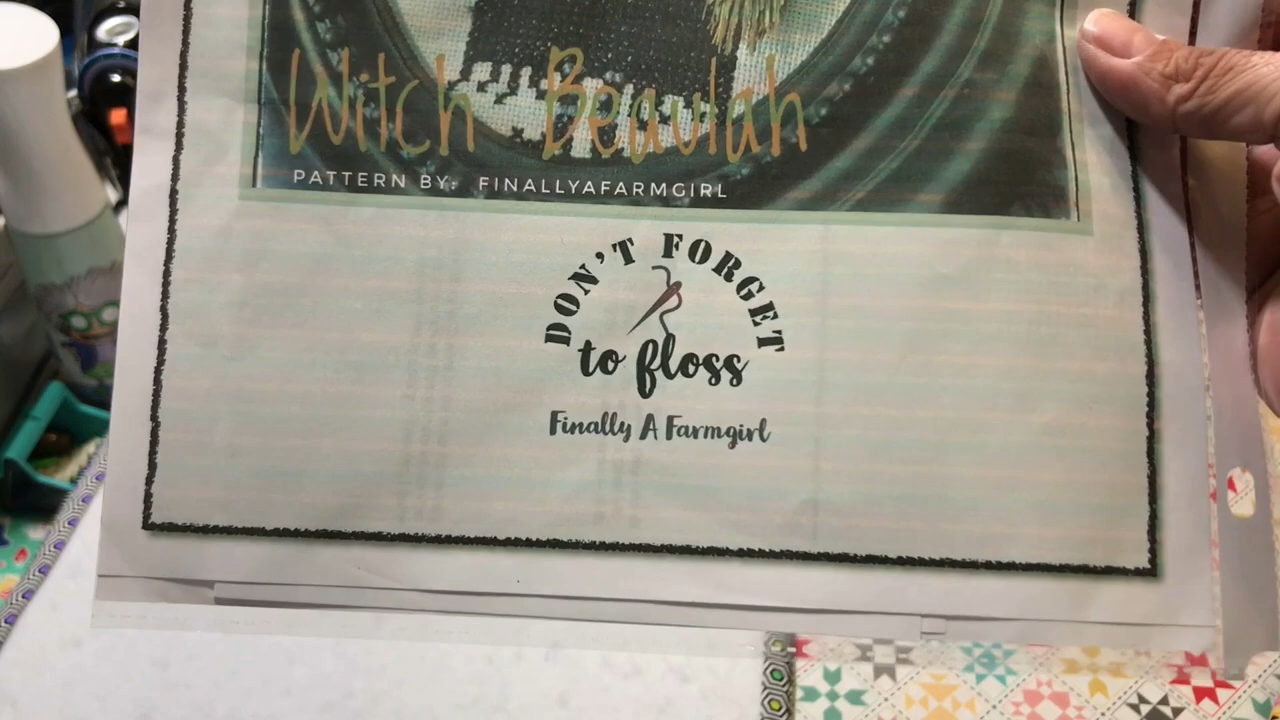 Witch Beaulah
PATTERN BY: FINALLYAFARMGIRL
DON'T FORGET
to floss
Finally A Farmgirl